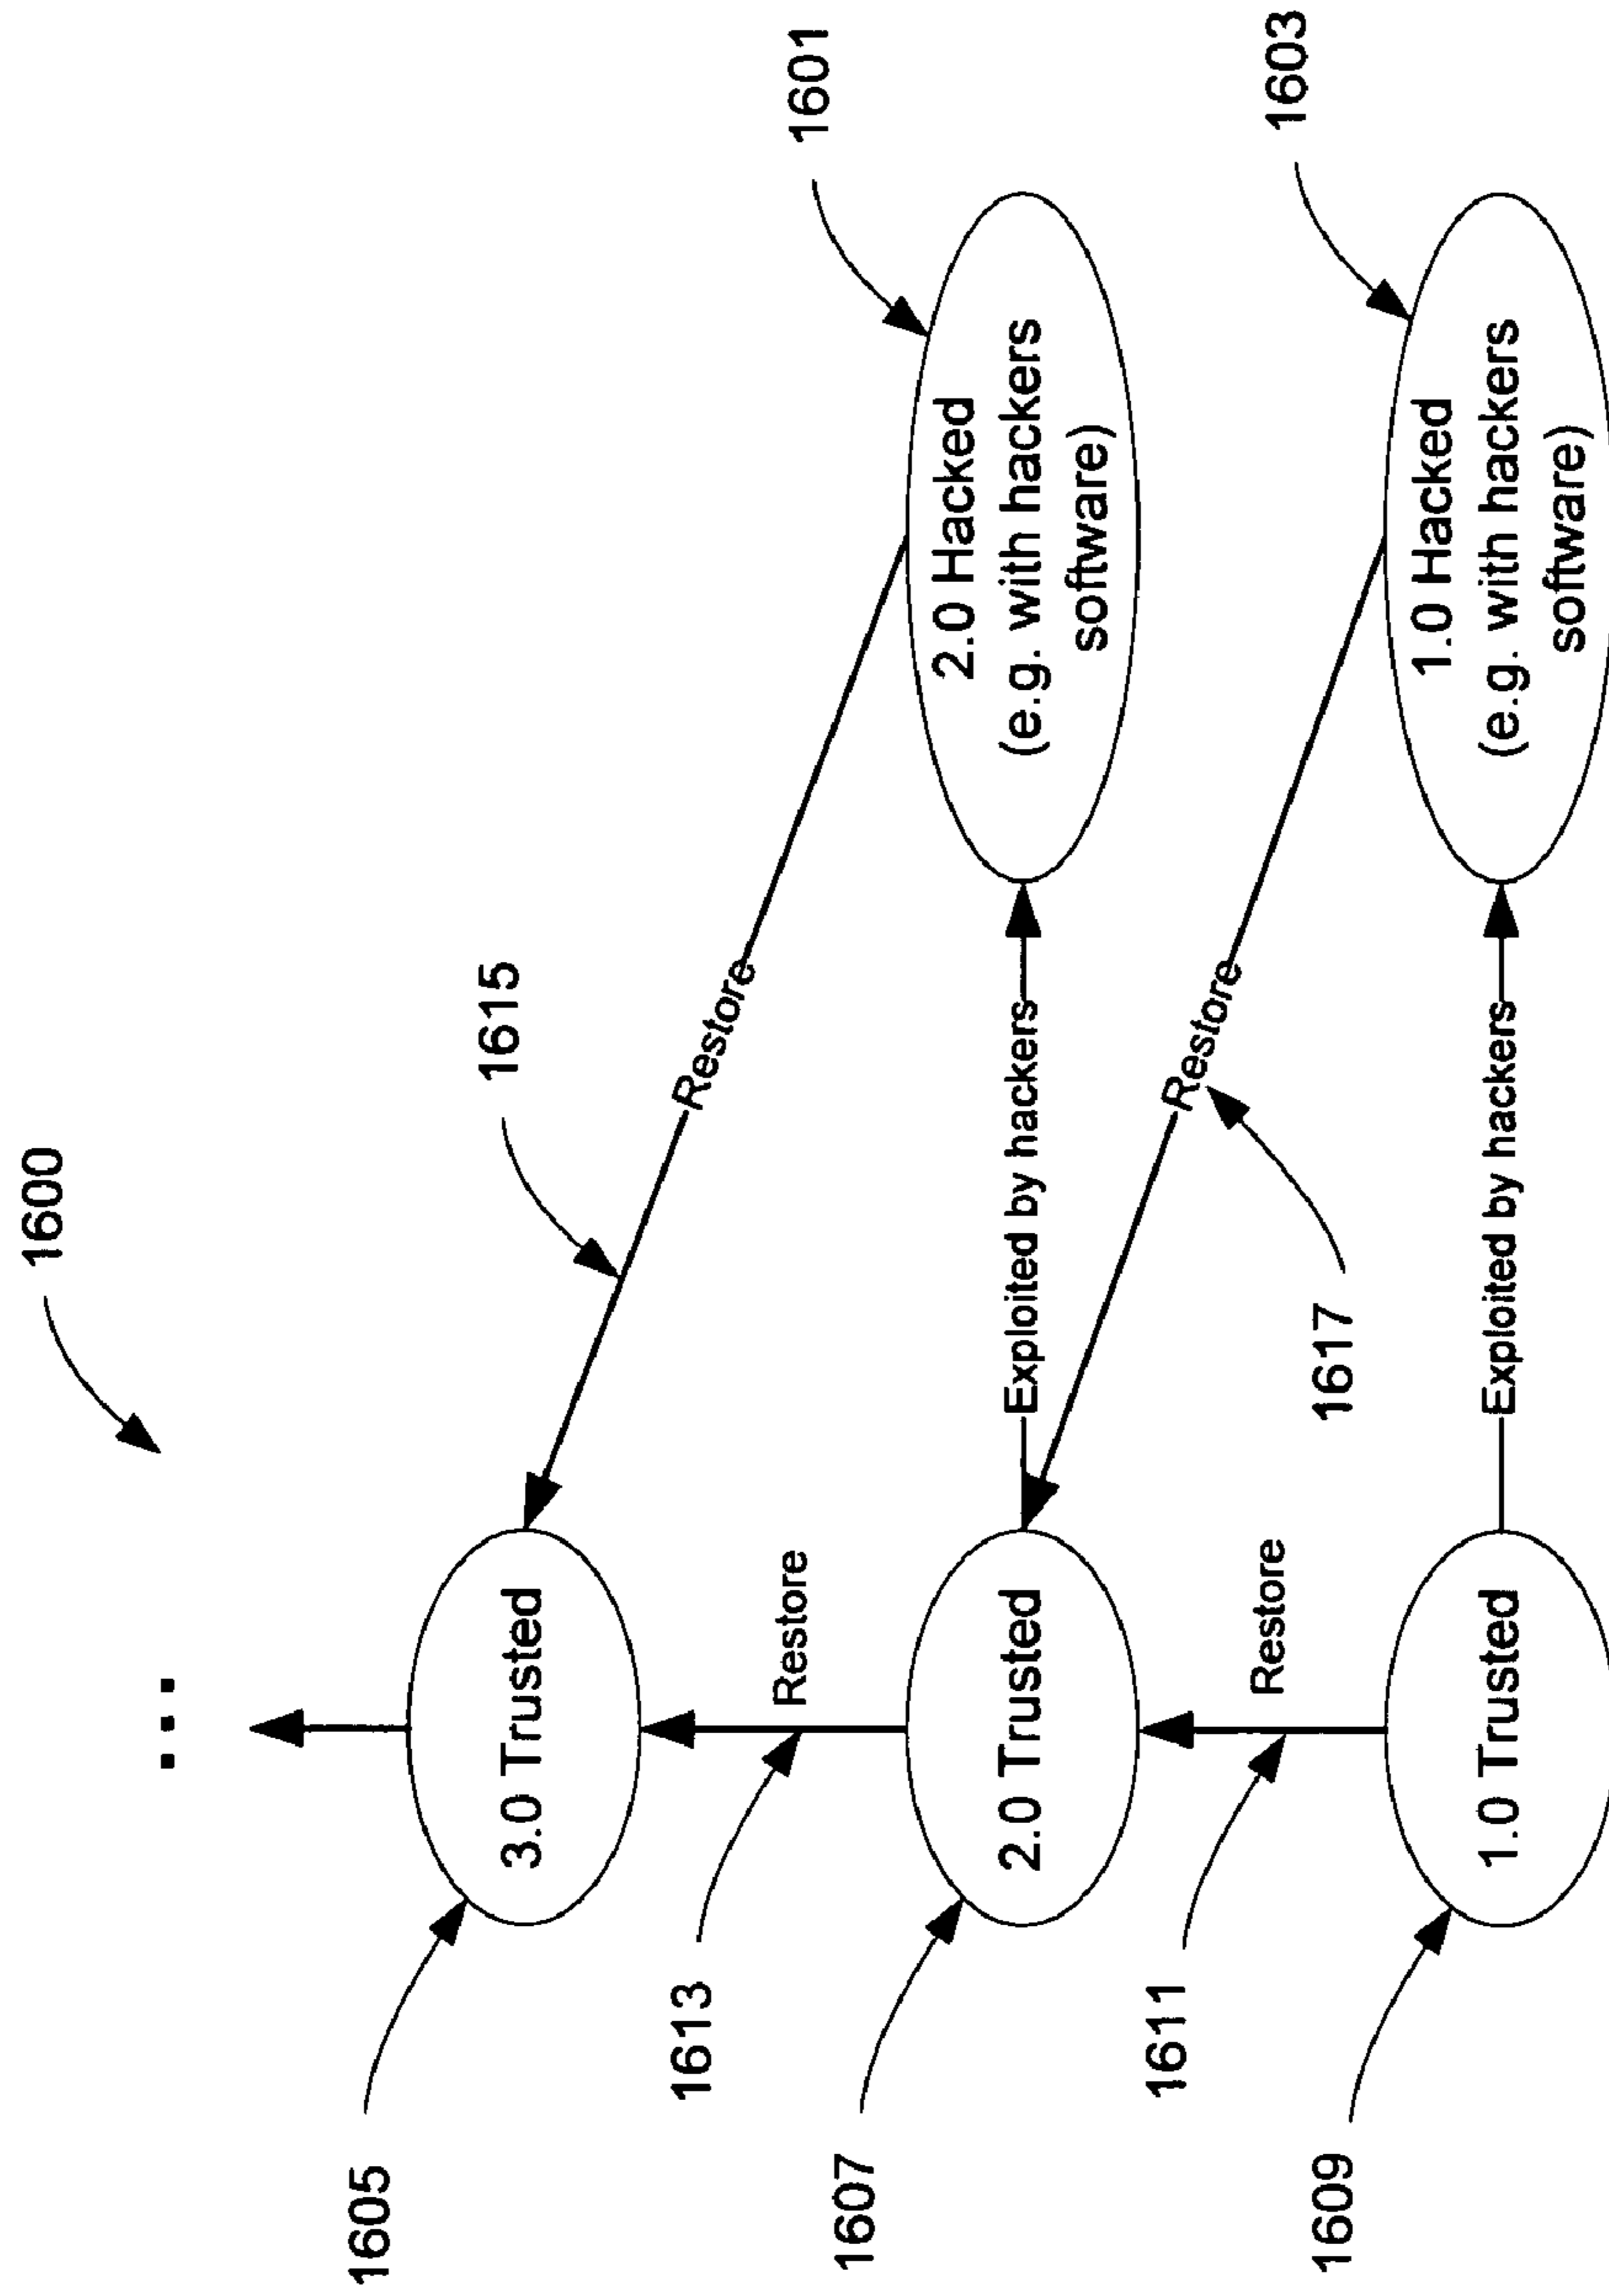 1600
...
1605
3.0 Trusted
1615
Restore
1613
Restore
1601
1607
2.0 Trusted
Exploited by hackers
2.0 Hacked
(e.g. with hackers
software)
Restore
1617
1611
Restore
1603
1609
1.0 Trusted
Exploited by hackers
1.0 Hacked
(e.g. with hackers
software)